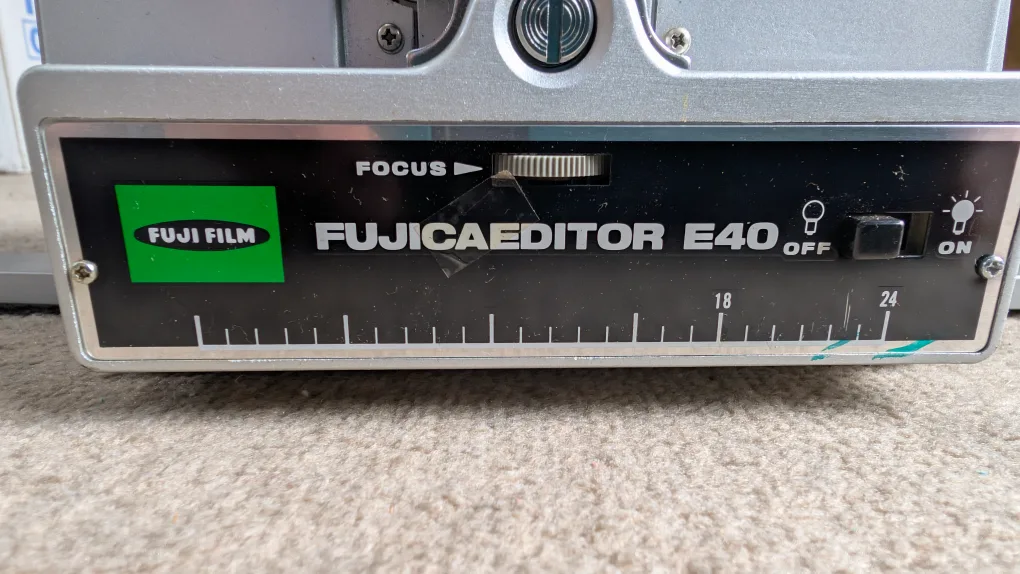 FOCUS
FUJI FILM
FUJICAEDITOR E40
OFF
ON
18
24